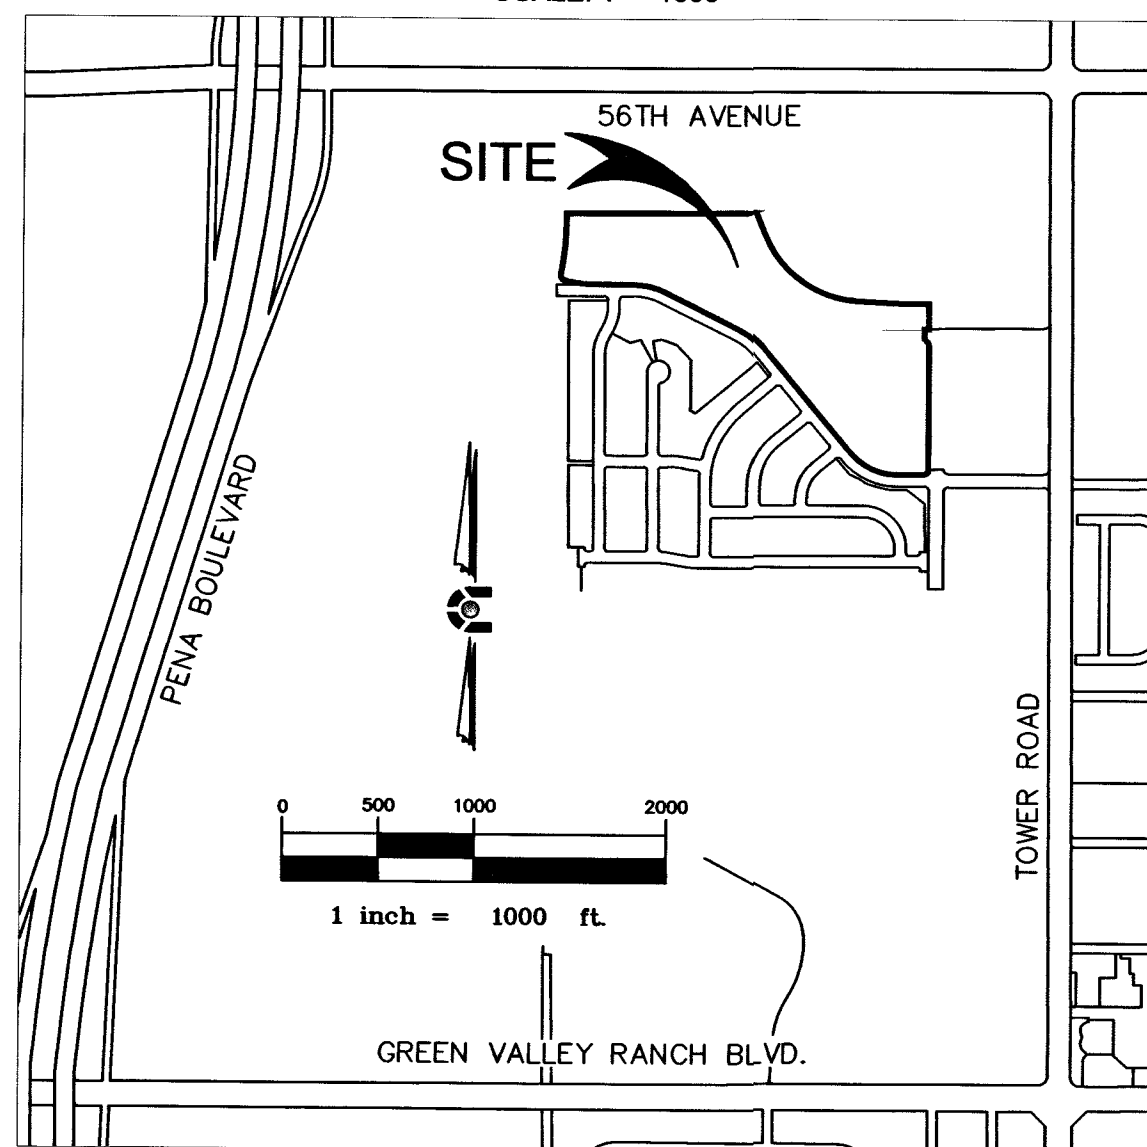 56TH AVENUE
SITE
PENA BOULEVARD
TOWER ROAD
0 500 1000 2000
1 inch = 1000 ft.
GREEN VALLEY RANCH BLVD.